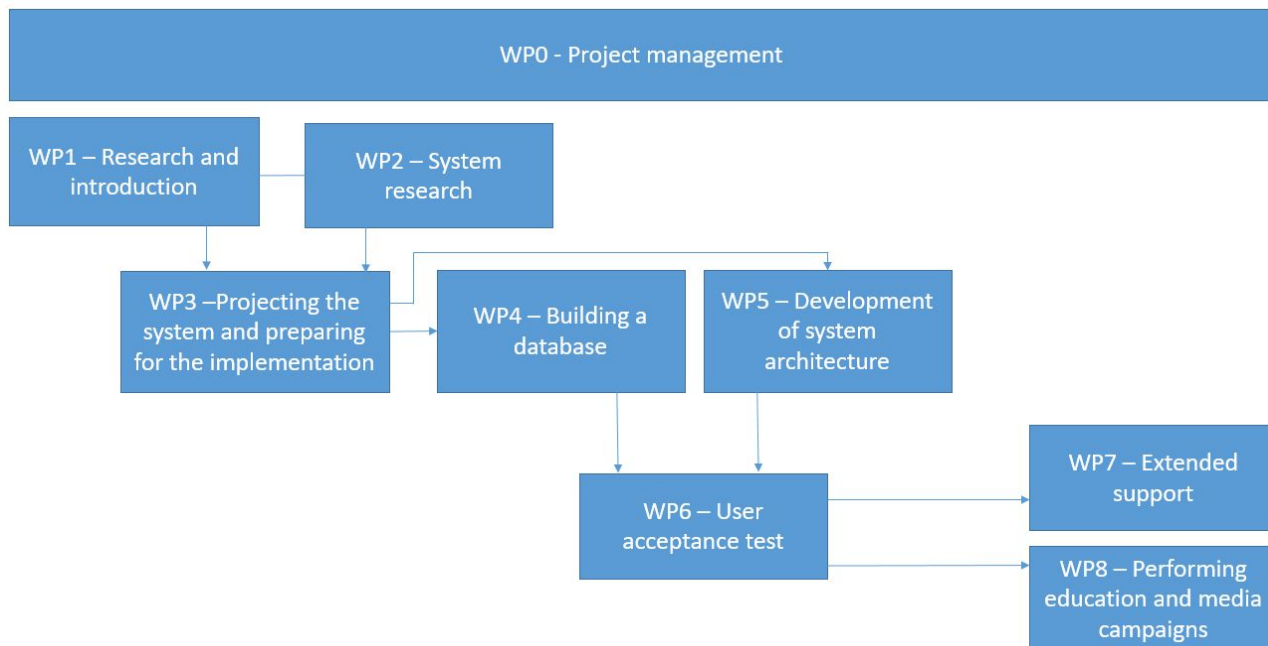 WP0 - Project management
WP1 – Research and
introduction
WP2 – System
research
WP3 –Projecting the
system and preparing
for the implementation
WP4 – Building a
database
WP5 – Development
of system
architecture
WP6 – User
acceptance test
WP7 – Extended
support
WP8 – Performing
education and media
campaigns